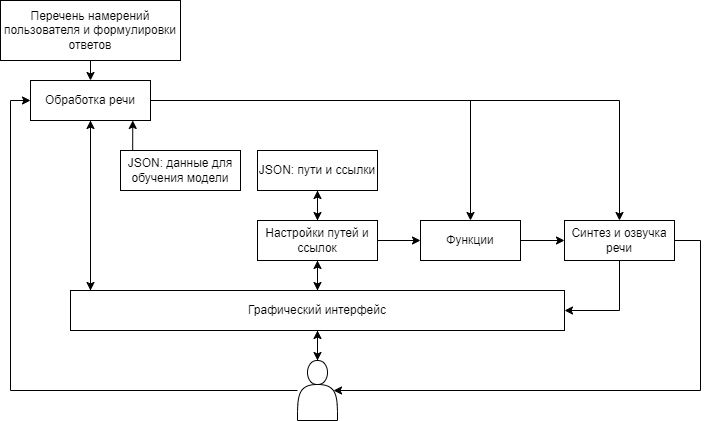 Перечень намерений
пользователя и формулировки
ответов
Обработка речи
JSON: данные для
обучения модели
JSON: пути и ссылки
Настройки путей и
ссылок
Функции
Синтез и озвучка
речи
Графический интерфейс